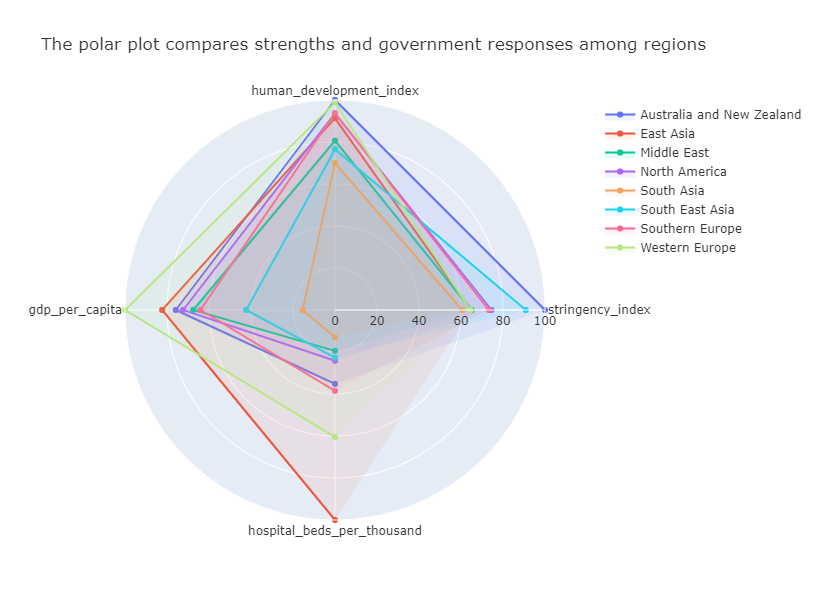 The polar plot compares strengths and government responses among regions
human_development_index
Australia and New Zealand
East Asia
Middle East
North America
South Asia
South East Asia
Southern Europe
Western Europe
gdp_per_capita
stringency_index
0 20 40 60 80 100
hospital_beds_per_thousand